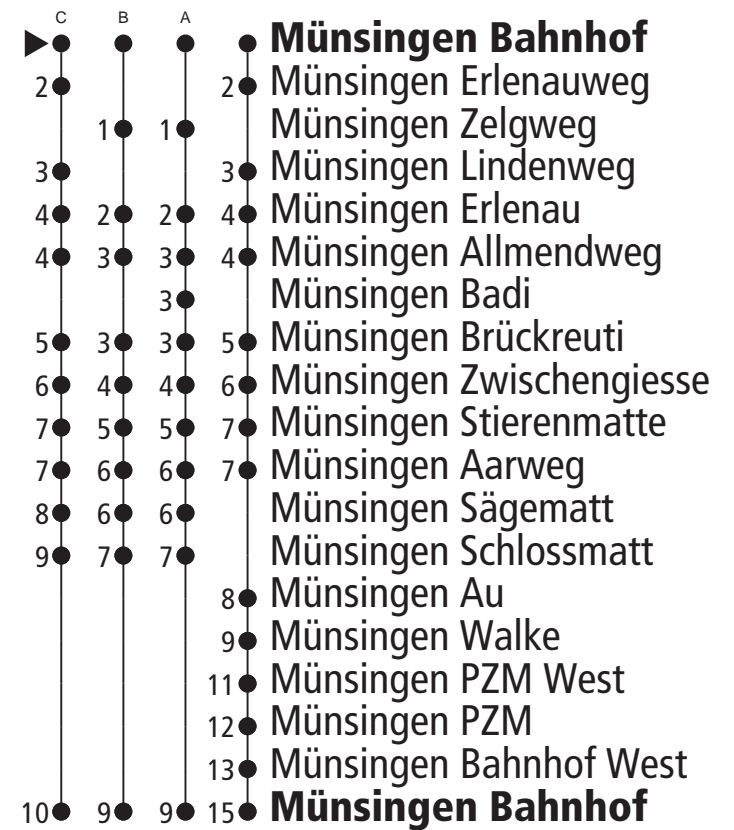 C B A
Münsingen Bahnhof
2 2 Münsingen Erlenauweg
1 1 Münsingen Zelgweg
3 3 Münsingen Lindenweg
4 2 2 4 Münsingen Erlenau
4 3 3 4 Münsingen Allmendweg
3 Münsingen Badi
5 3 3 5 Münsingen Brückreuti
6 4 4 6 Münsingen Zwischengiesse
7 5 5 7 Münsingen Stierenmatte
7 6 6 7 Münsingen Aarweg
8 6 6 Münsingen Sägematt
9 7 7 Münsingen Schlossmatt
8 Münsingen Au
9 Münsingen Walke
11 Münsingen PZM West
12 Münsingen PZM
13 Münsingen Bahnhof West
10 9 9 15 Münsingen Bahnhof